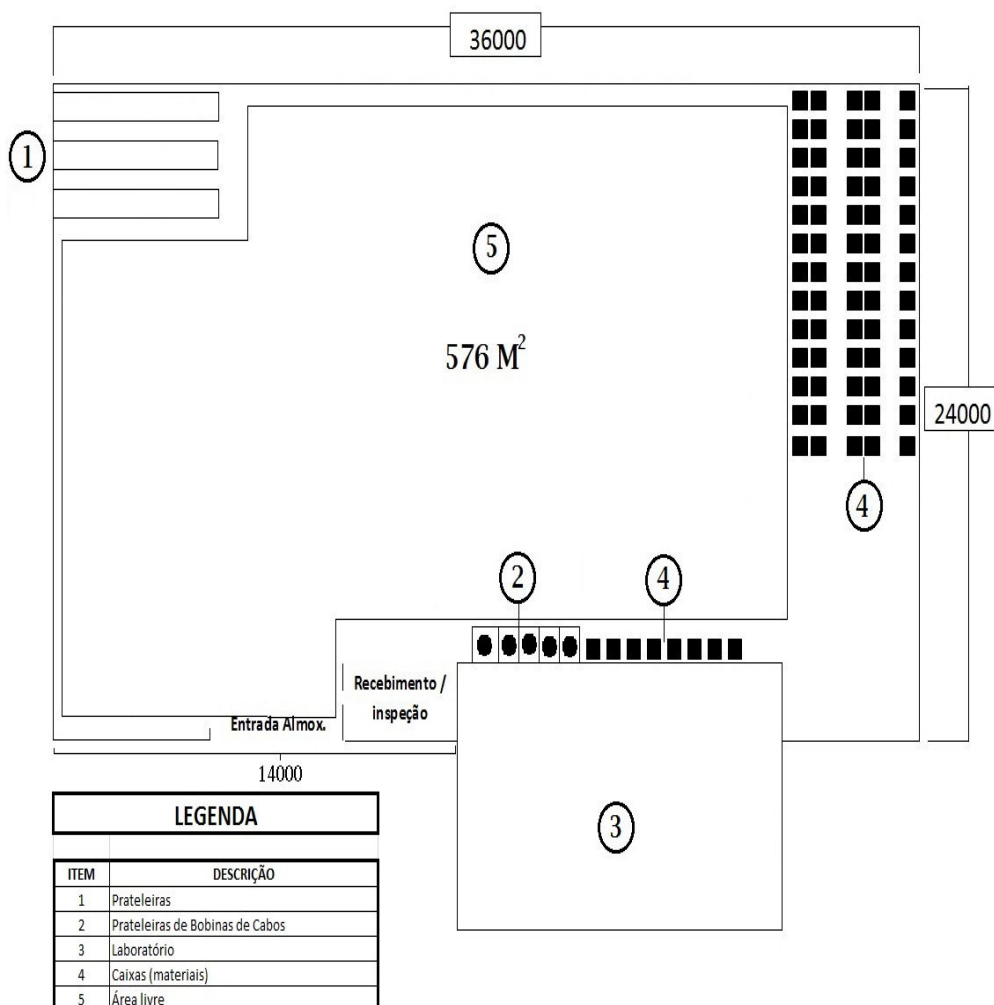 36000
1
5
576 M²
24000
4
2
4
Recebimento /
inspeção
Entrada Almox.
14000
3
LEGENDA
ITEM DESCRIÇÃO
1 Prateleiras
2 Prateleiras de Bobinas de Cabos
3 Laboratório
4 Caixas (materiais)
5 Área livre